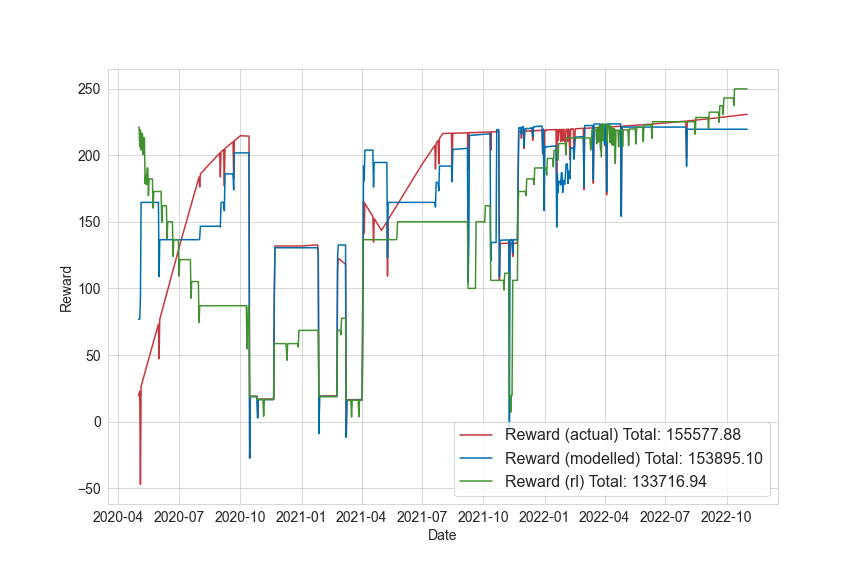 250
200
150
100
50
0
−50
Reward
2020-04 2020-07 2020-10 2021-01 2021-04 2021-07 2021-10 2022-01 2022-04 2022-07 2022-10
Date
Reward (actual) Total: 155577.88
Reward (modelled) Total: 153895.10
Reward (rl) Total: 133716.94